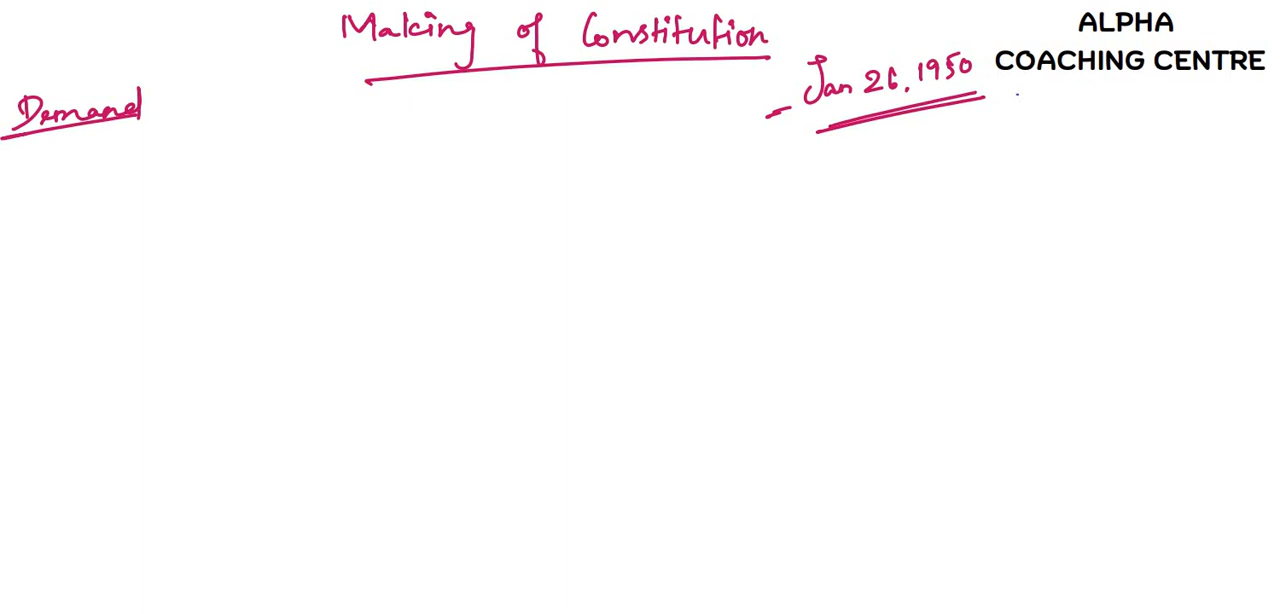 Making of Constitution
ALPHA
COACHING CENTRE
- Jan 26, 1950
Demand